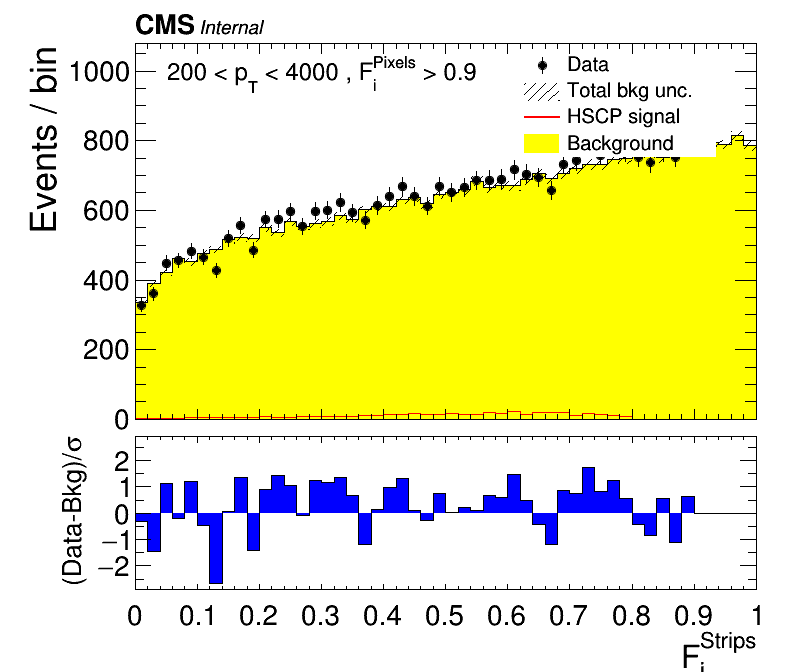 CMS Internal
200 < p_T < 4000 , F_i^Pixels > 0.9
Data
Total bkg unc.
HSCP signal
Background
Events / bin
1000
800
600
400
200
0
(Data-Bkg)/σ
2
1
0
−1
−2
0 0.1 0.2 0.3 0.4 0.5 0.6 0.7 0.8 0.9 1
F_i^Strips